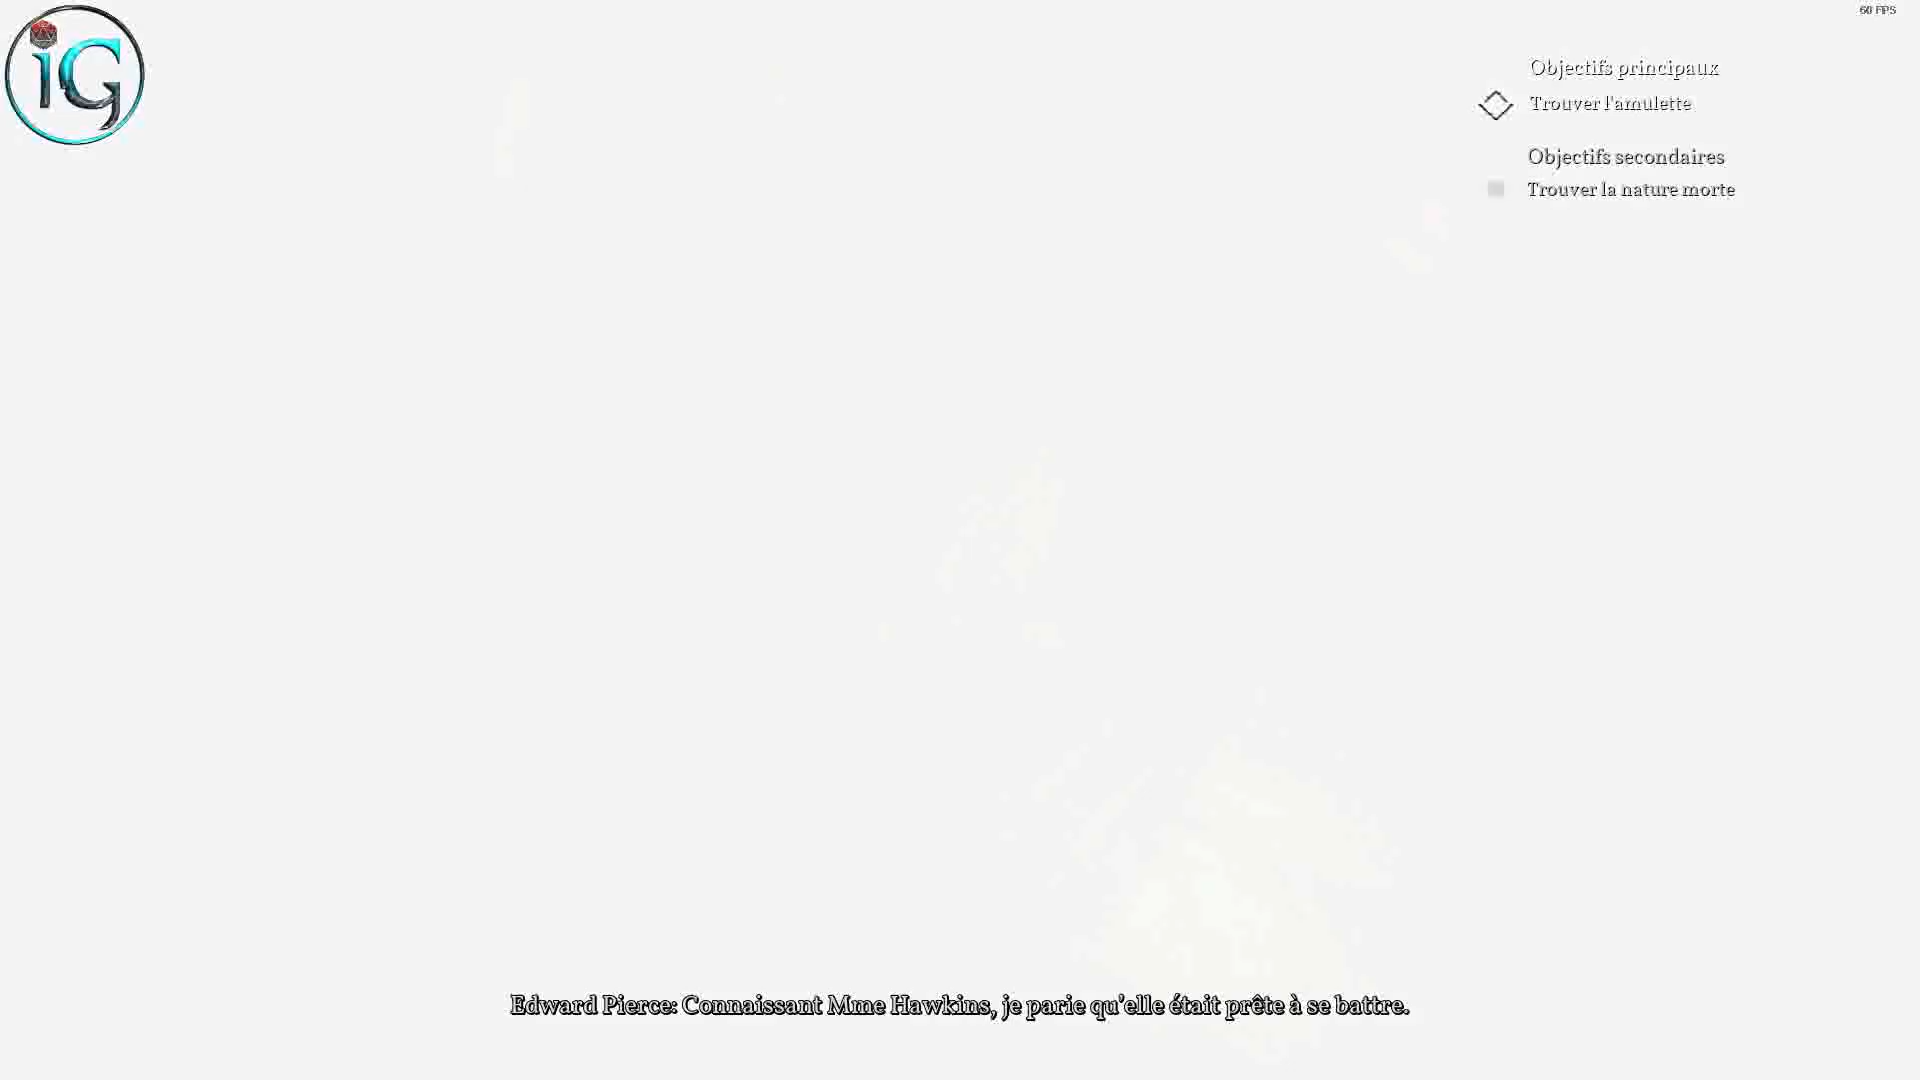 iG
60 FPS
Objectifs principaux
Trouver l'amulette
Objectifs secondaires
Trouver la nature morte
Edward Pierce: Connaissant Mme Hawkins, je parie qu'elle était prête à se battre.